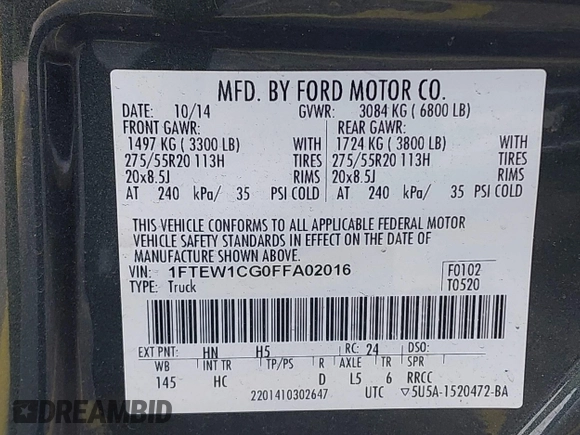 MFD. BY FORD MOTOR CO.
DATE: 10/14 GVWR: 3084 KG ( 6800 LB)
FRONT GAWR: REAR GAWR:
1497 KG ( 3300 LB) WITH 1724 KG ( 3800 LB) WITH
275/55R20 113H TIRES 275/55R20 113H TIRES
20x8.5J RIMS 20x8.5J RIMS
AT 240 kPa/ 35 PSI COLD AT 240 kPa/ 35 PSI COLD
THIS VEHICLE CONFORMS TO ALL APPLICABLE FEDERAL MOTOR
VEHICLE SAFETY STANDARDS IN EFFECT ON THE DATE OF
MANUFACTURE SHOWN ABOVE.
VIN: 1FTEW1CG0FFA02016 F0102
TYPE: Truck T0520
EXT PNT: HN H5 RC: 24 DSO:
WB INT TR TP/PS R AXLE TR SPR
145 HC D L5 6 RRCC
2201410302647 UTC ▽5U5A-1520472-BA
DREAMBID